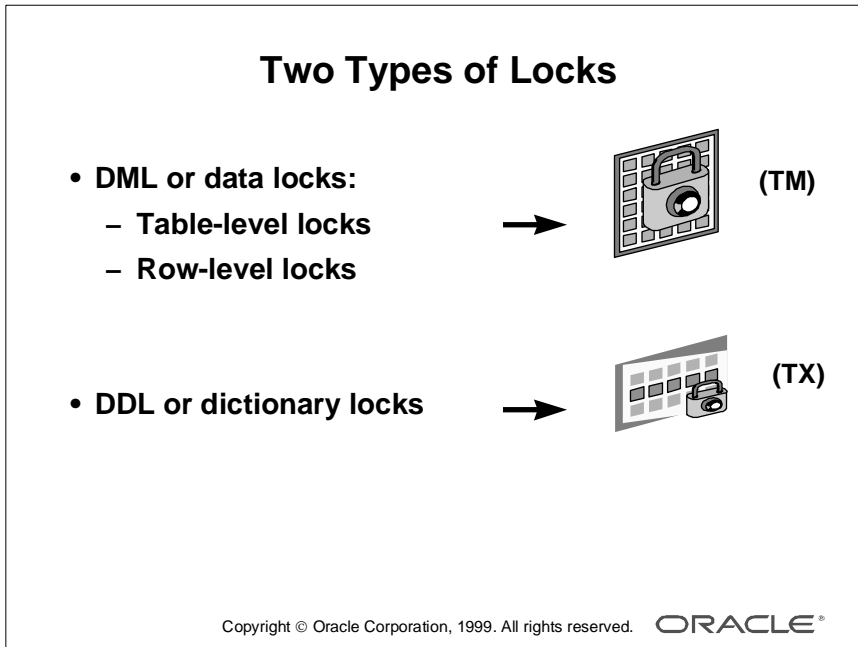 Two Types of Locks
• DML or data locks:
– Table-level locks
– Row-level locks
(TM)
• DDL or dictionary locks
(TX)
Copyright © Oracle Corporation, 1999. All rights reserved. ORACLE®